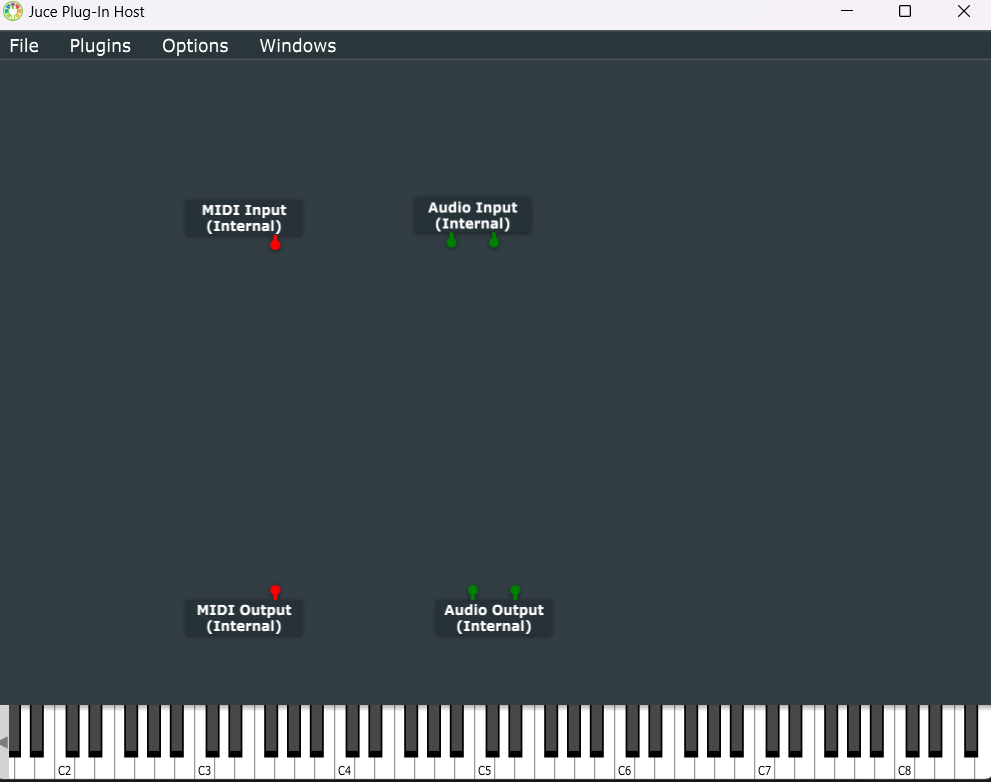 Juce Plug-In Host
File Plugins Options Windows
MIDI Input
(Internal)
Audio Input
(Internal)
MIDI Output
(Internal)
Audio Output
(Internal)
C2 C3 C4 C5 C6 C7 C8